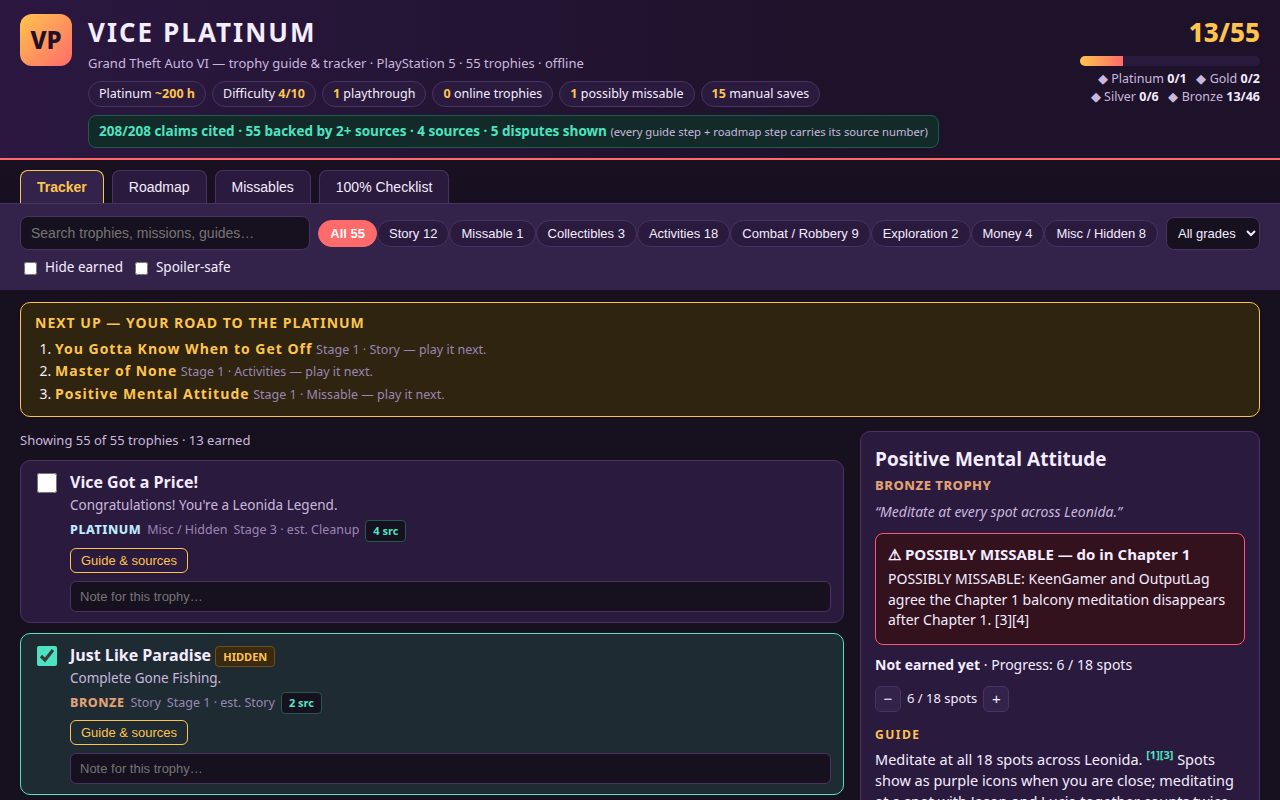 VP
VICE PLATINUM
Grand Theft Auto VI — trophy guide & tracker · PlayStation 5 · 55 trophies · offline
Platinum ~200 h
Difficulty 4/10
1 playthrough
0 online trophies
1 possibly missable
15 manual saves
208/208 claims cited · 55 backed by 2+ sources · 4 sources · 5 disputes shown (every guide step + roadmap step carries its source number)
13/55
◆ Platinum 0/1 ◆ Gold 0/2
◆ Silver 0/6 ◆ Bronze 13/46
Tracker
Roadmap
Missables
100% Checklist
Search trophies, missions, guides…
All 55
Story 12
Missable 1
Collectibles 3
Activities 18
Combat / Robbery 9
Exploration 2
Money 4
Misc / Hidden 8
All grades
Hide earned
Spoiler-safe
NEXT UP — YOUR ROAD TO THE PLATINUM
1. You Gotta Know When to Get Off Stage 1 · Story — play it next.
2. Master of None Stage 1 · Activities — play it next.
3. Positive Mental Attitude Stage 1 · Missable — play it next.
Showing 55 of 55 trophies · 13 earned
Vice Got a Price!
Congratulations! You're a Leonida Legend.
PLATINUM Misc / Hidden Stage 3 · est. Cleanup 4 src
Guide & sources
Note for this trophy…
Just Like Paradise HIDDEN
Complete Gone Fishing.
BRONZE Story Stage 1 · est. Story 2 src
Guide & sources
Note for this trophy…
Positive Mental Attitude
BRONZE TROPHY
“Meditate at every spot across Leonida.”
⚠ POSSIBLY MISSABLE — do in Chapter 1
POSSIBLY MISSABLE: KeenGamer and OutputLag
agree the Chapter 1 balcony meditation disappears
after Chapter 1. [3][4]
Not earned yet · Progress: 6 / 18 spots
− 6 / 18 spots +
GUIDE
Meditate at all 18 spots across Leonida. [1][3] Spots
show as purple icons when you are close; meditating
at a spot with Jason and Lucia together counts twice